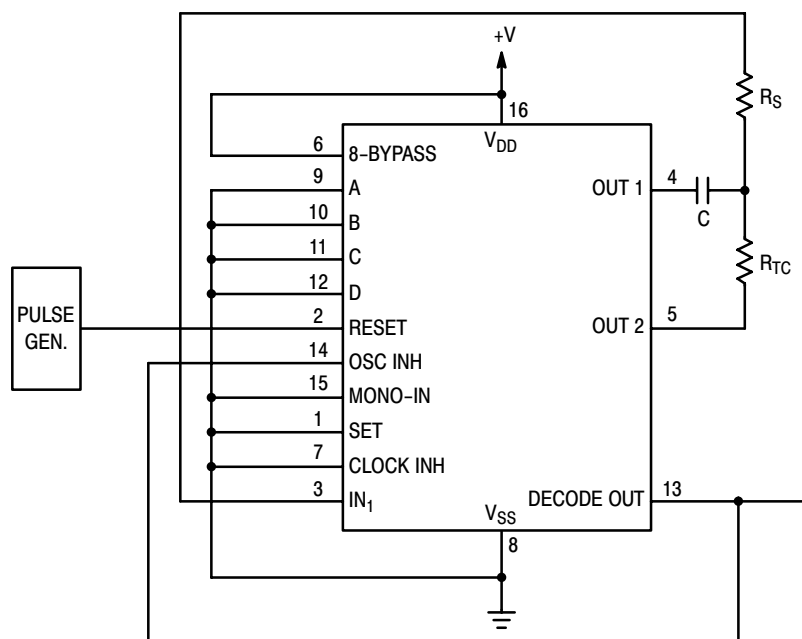 +V
16
VDD
RS
6
8-BYPASS
9
A
OUT 1
4
C
10
B
11
C
RTC
12
D
PULSE
GEN.
2
RESET
OUT 2
5
14
OSC INH
15
MONO-IN
1
SET
7
CLOCK INH
3
IN1
VSS
8
DECODE OUT
13